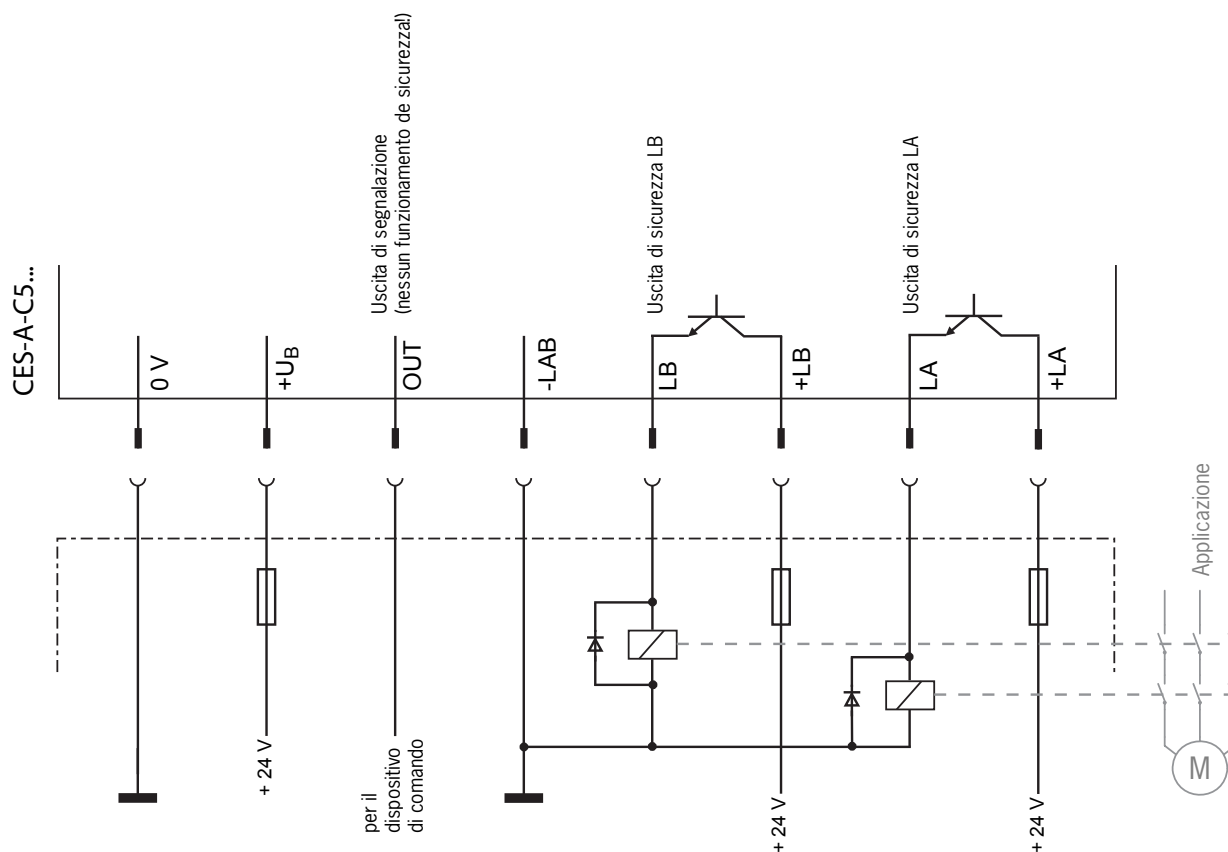 CES-A-C5...
0 V
+UB
OUT
-LAB
LB
+LB
LA
+LA
Uscita di segnalazione
(nessun funzionamento de sicurezza!)
Uscita di sicurezza LB
Uscita di sicurezza LA
+ 24 V
per il
dispositivo
di comando
+ 24 V
+ 24 V
Applicazione
M